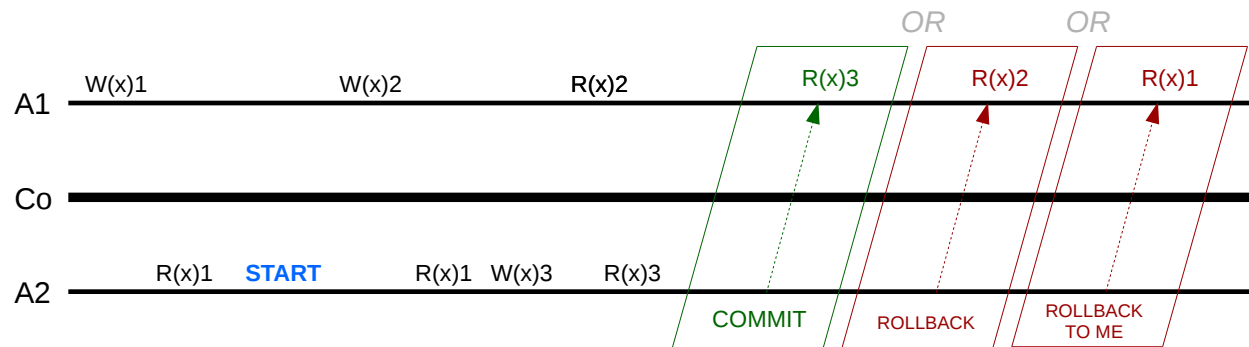 OR OR
W(x)1 W(x)2 R(x)2 R(x)3 R(x)2 R(x)1
A1
Co
R(x)1 START R(x)1 W(x)3 R(x)3
A2
COMMIT ROLLBACK ROLLBACK
TO ME